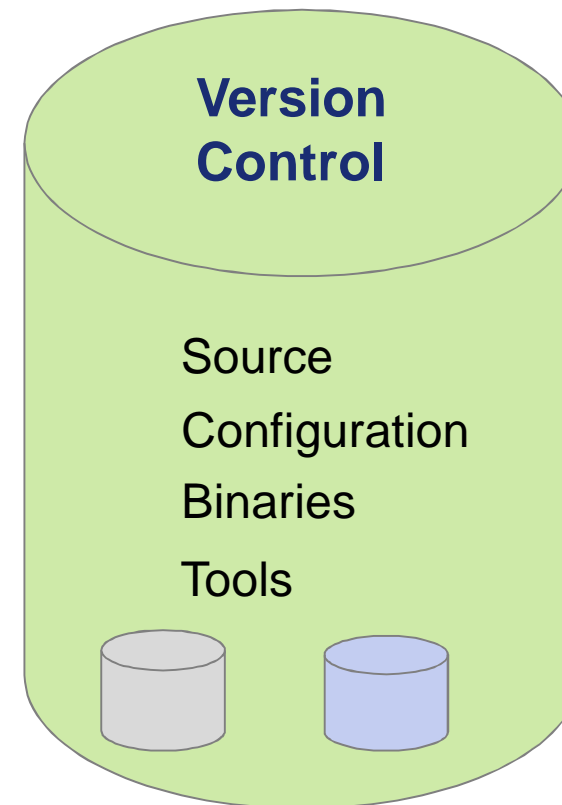 Version
Control
Source
Configuration
Binaries
Tools